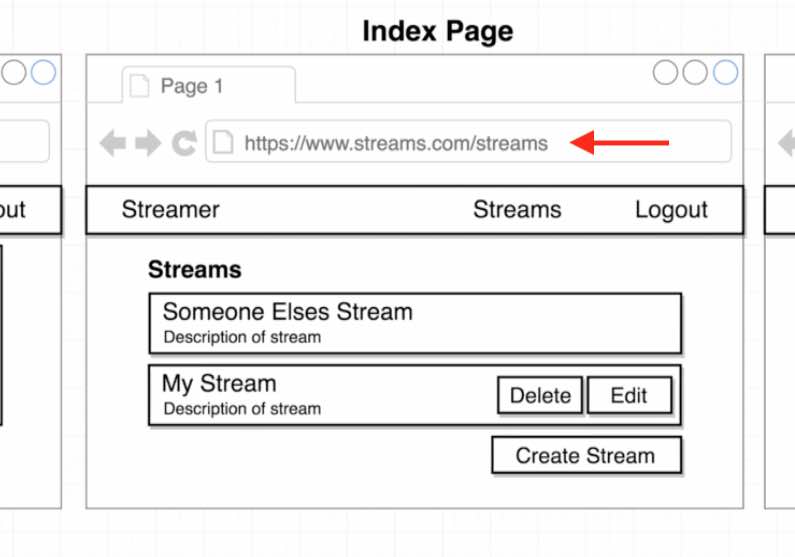 Index Page
Page 1
https://www.streams.com/streams
out
Streamer
Streams
Logout
Streams
Someone Elses Stream
Description of stream
My Stream
Description of stream
Delete
Edit
Create Stream